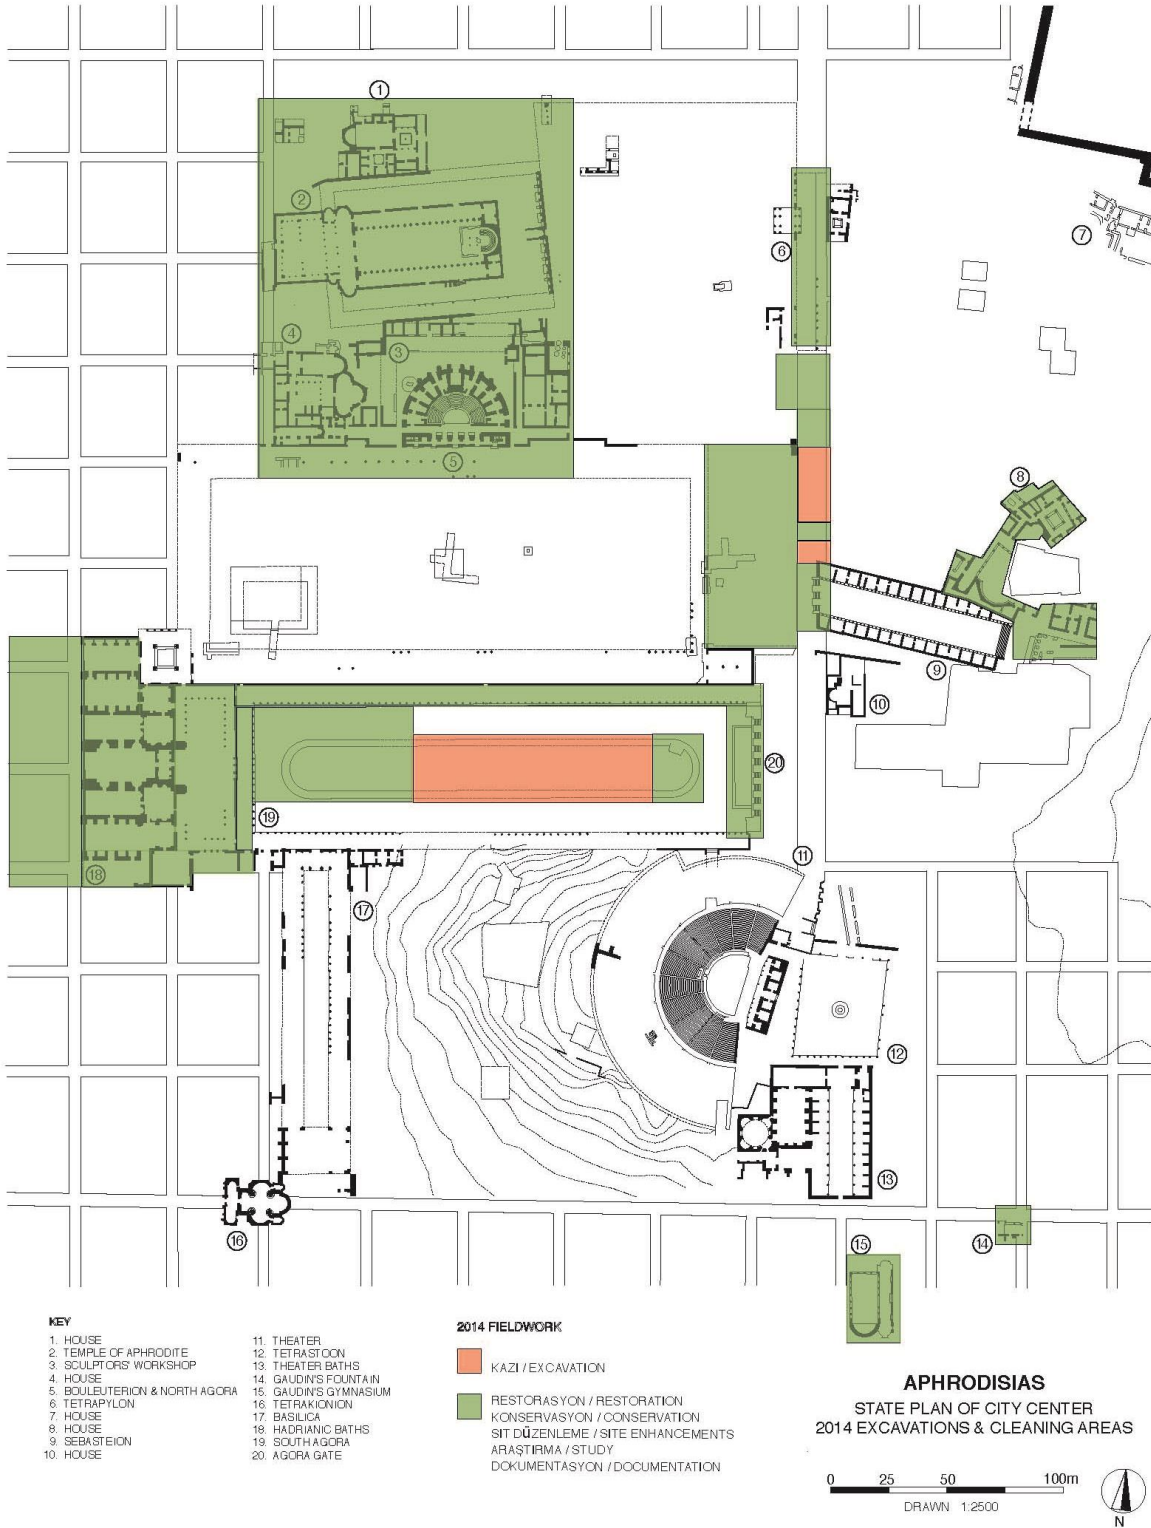 1
2
3
4
5
6
7
8
9
10
11
12
13
14
15
16
17
18
19
20
KEY
1. HOUSE
2. TEMPLE OF APHRODITE
3. SCULPTORS' WORKSHOP
4. HOUSE
5. BOULEUTERION & NORTH AGORA
6. TETRAPYLON
7. HOUSE
8. HOUSE
9. SEBASTEION
10. HOUSE
11. THEATER
12. TETRASTOON
13. THEATER BATHS
14. GAUDIN'S FOUNTAIN
15. GAUDIN'S GYMNASIUM
16. TETRAKIONION
17. BASILICA
18. HADRIANIC BATHS
19. SOUTH AGORA
20. AGORA GATE
2014 FIELDWORK
KAZI / EXCAVATION
RESTORASYON / RESTORATION
KONSERVASYON / CONSERVATION
SIT DÜZENLEME / SITE ENHANCEMENTS
ARAŞTIRMA / STUDY
DOKUMENTASYON / DOCUMENTATION
APHRODISIAS
STATE PLAN OF CITY CENTER
2014 EXCAVATIONS & CLEANING AREAS
0 25 50 100m
DRAWN 1:2500
N